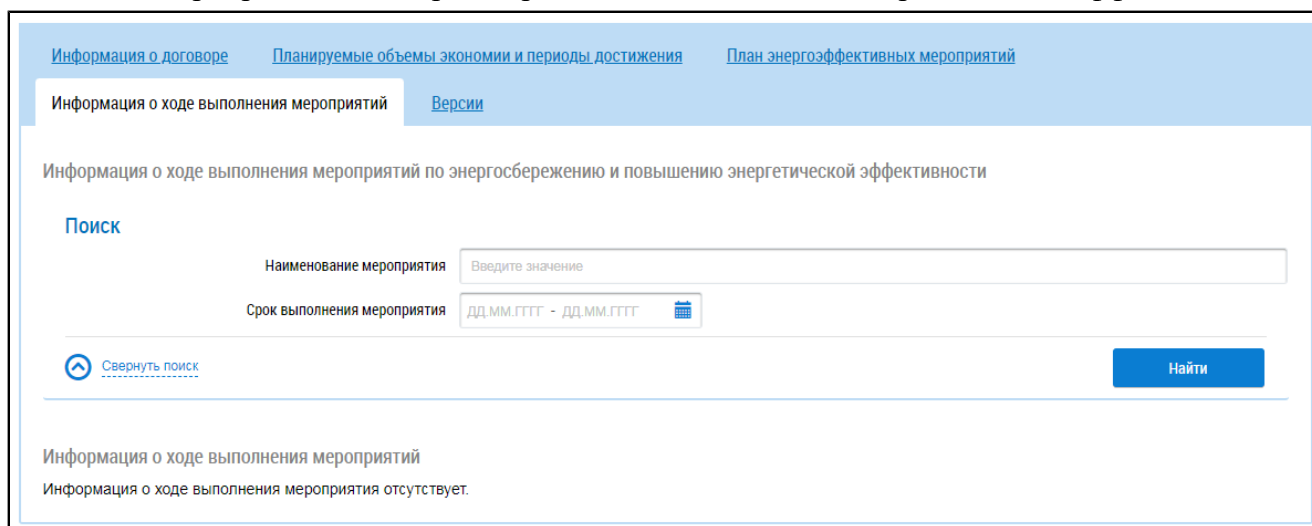 Информация о договоре Планируемые объемы экономии и периоды достижения План энергоэффективных мероприятий
Информация о ходе выполнения мероприятий Версии
Информация о ходе выполнения мероприятий по энергосбережению и повышению энергетической эффективности
Поиск
Наименование мероприятия Введите значение
Срок выполнения мероприятия ДД.ММ.ГГГГ - ДД.ММ.ГГГГ
Свернуть поиск Найти
Информация о ходе выполнения мероприятий
Информация о ходе выполнения мероприятия отсутствует.